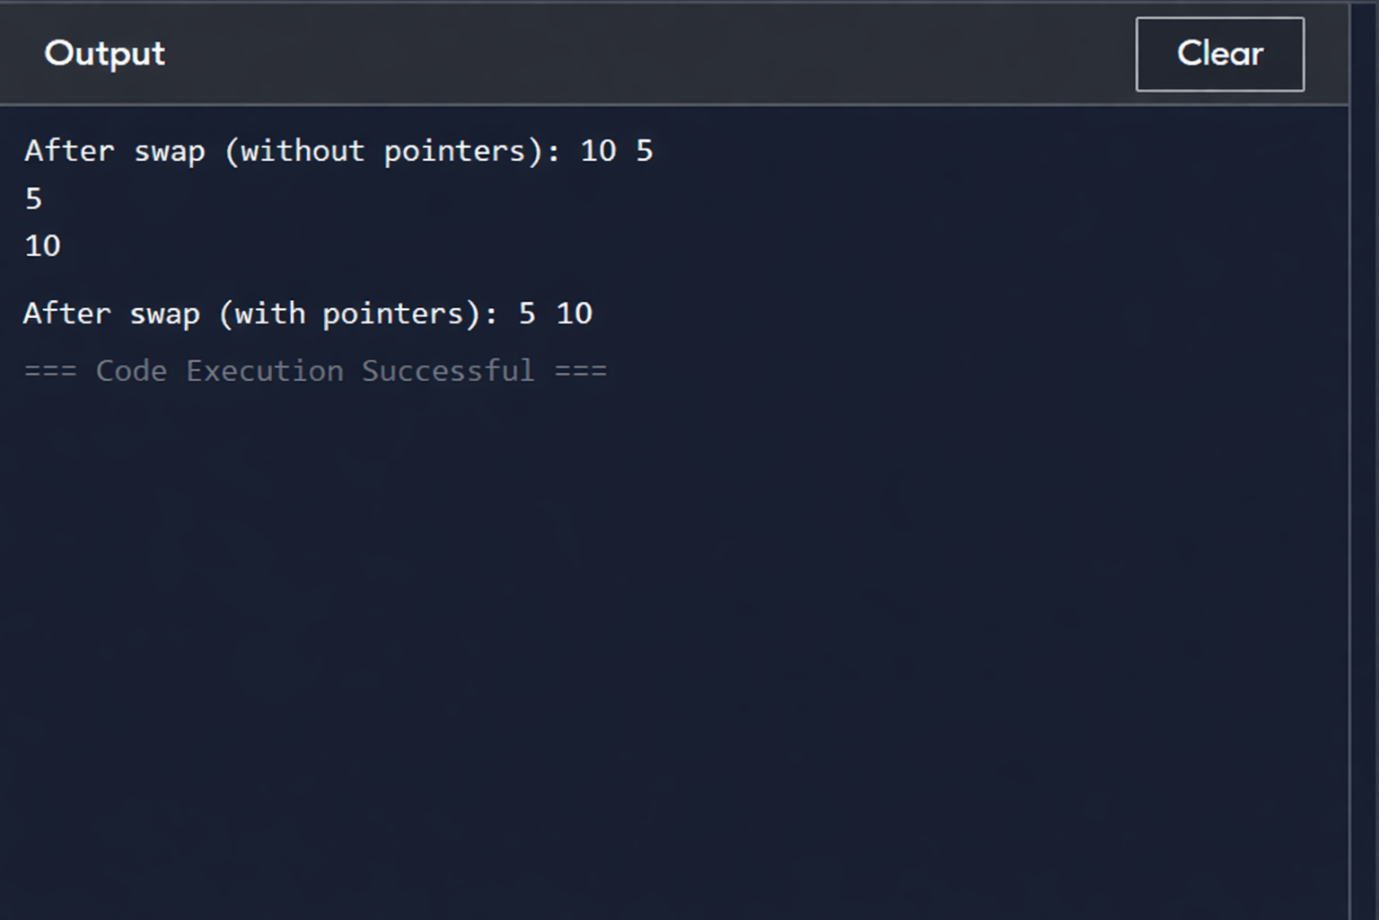 Output
Clear
After swap (without pointers): 10 5
5
10
After swap (with pointers): 5 10
=== Code Execution Successful ===